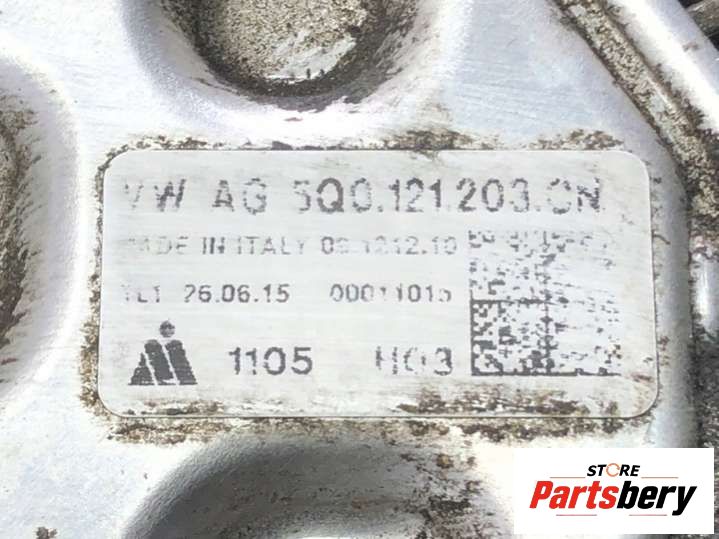 VW AG 5Q0.121.203.CN
MADE IN ITALY
TL1 26.06.15 00011015
1105 H03
STORE
Partsbery